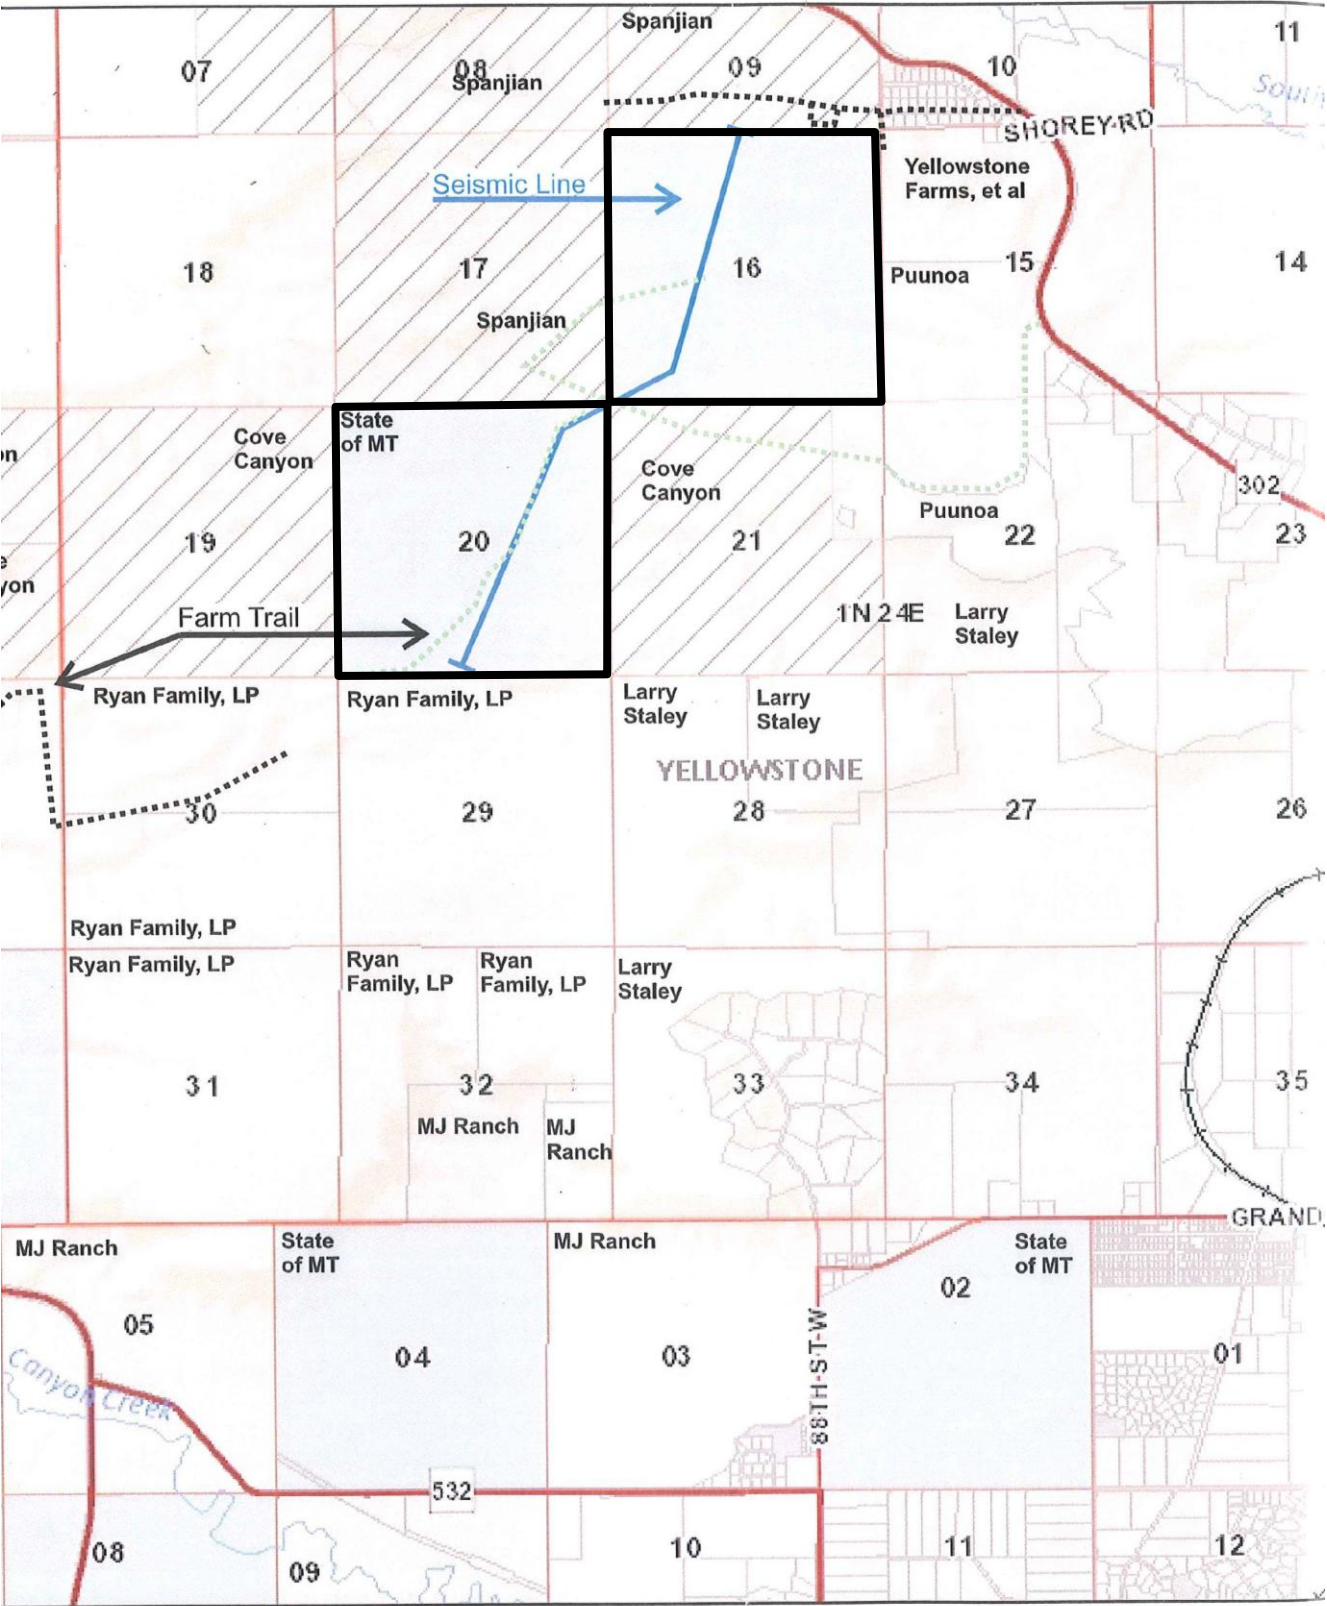 Spanjian
11
07
08
Spanjian
09
10
SHOREY RD
Yellowstone
Farms, et al
Seismic Line
18
17
16
Puunoa
15
14
Spanjian
State
of MT
Cove
Canyon
Cove
Canyon
302
Puunoa
19
20
21
22
23
yon
Farm Trail
1N 24E
Larry
Staley
Ryan Family, LP
Ryan Family, LP
Larry
Staley
Larry
Staley
YELLOWSTONE
30
29
28
27
26
Ryan Family, LP
Ryan Family, LP
Ryan
Family, LP
Ryan
Family, LP
Larry
Staley
31
32
33
34
35
MJ Ranch
MJ
Ranch
GRAND
MJ Ranch
State
of MT
MJ Ranch
State
of MT
02
05
04
03
01
88TH-ST-W
Canyon Creek
532
08
09
10
11
12